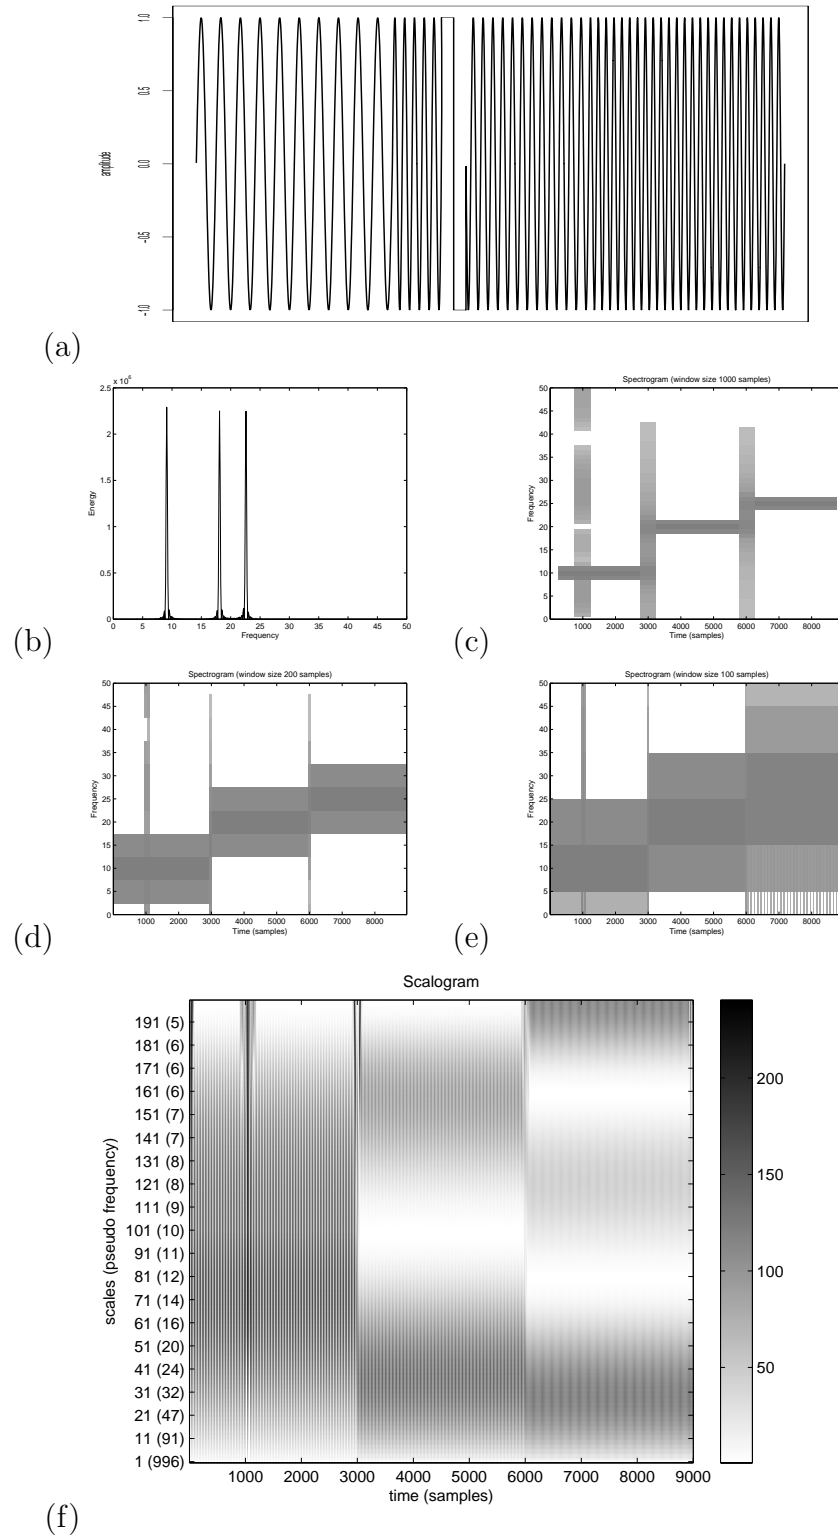 1.0
0.5
0.0
-0.5
-1.0
amplitude
(a)
x 10^6
2.5
2
1.5
1
0.5
0
Energy
0 5 10 15 20 25 30 35 40 45 50
Frequency
(b)
Spectrogram (window size 1000 samples)
50
45
40
35
30
25
20
15
10
5
0
Frequency
1000 2000 3000 4000 5000 6000 7000 8000
Time (samples)
(c)
Spectrogram (window size 200 samples)
50
45
40
35
30
25
20
15
10
5
0
Frequency
1000 2000 3000 4000 5000 6000 7000 8000
Time (samples)
(d)
Spectrogram (window size 100 samples)
50
45
40
35
30
25
20
15
10
5
0
Frequency
1000 2000 3000 4000 5000 6000 7000 8000
Time (samples)
(e)
Scalogram
191 (5)
181 (6)
171 (6)
161 (6)
151 (7)
141 (7)
131 (8)
121 (8)
111 (9)
101 (10)
91 (11)
81 (12)
71 (14)
61 (16)
51 (20)
41 (24)
31 (32)
21 (47)
11 (91)
1 (996)
scales (pseudo frequency)
1000 2000 3000 4000 5000 6000 7000 8000 9000
time (samples)
200
150
100
50
(f)